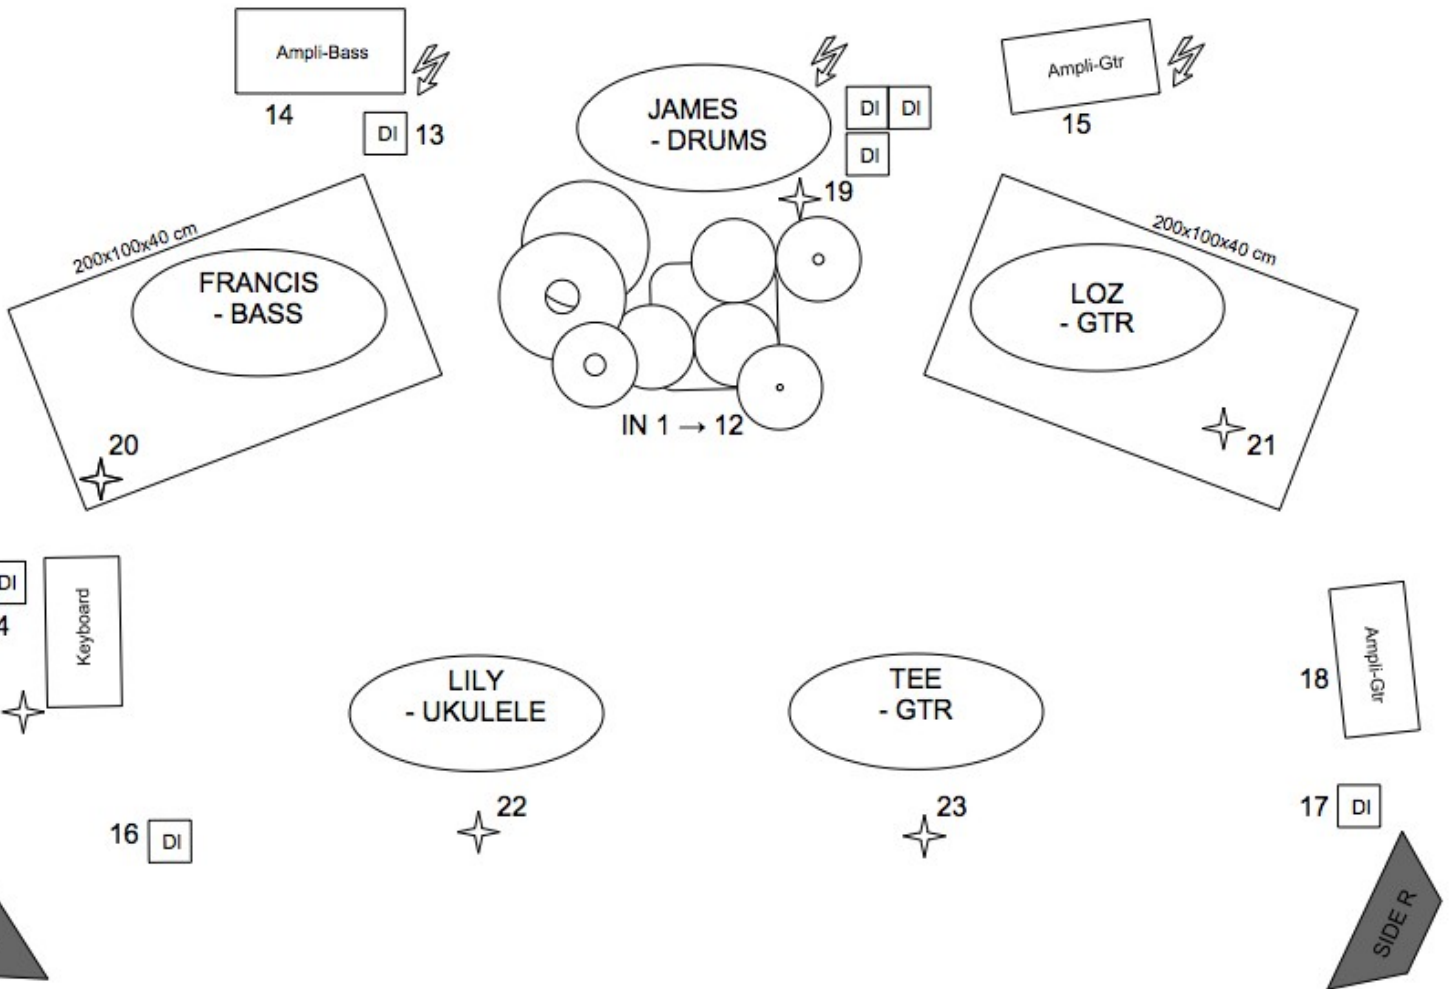 Ampli-Bass
14
DI
13
JAMES
- DRUMS
DI
DI
DI
19
Ampli-Gtr
15
200x100x40 cm
FRANCIS
- BASS
20
IN 1 → 12
200x100x40 cm
LOZ
- GTR
21
DI
4
Keyboard
LILY
- UKULELE
22
TEE
- GTR
23
18
Ampli-Gtr
16
DI
17
DI
SIDE R